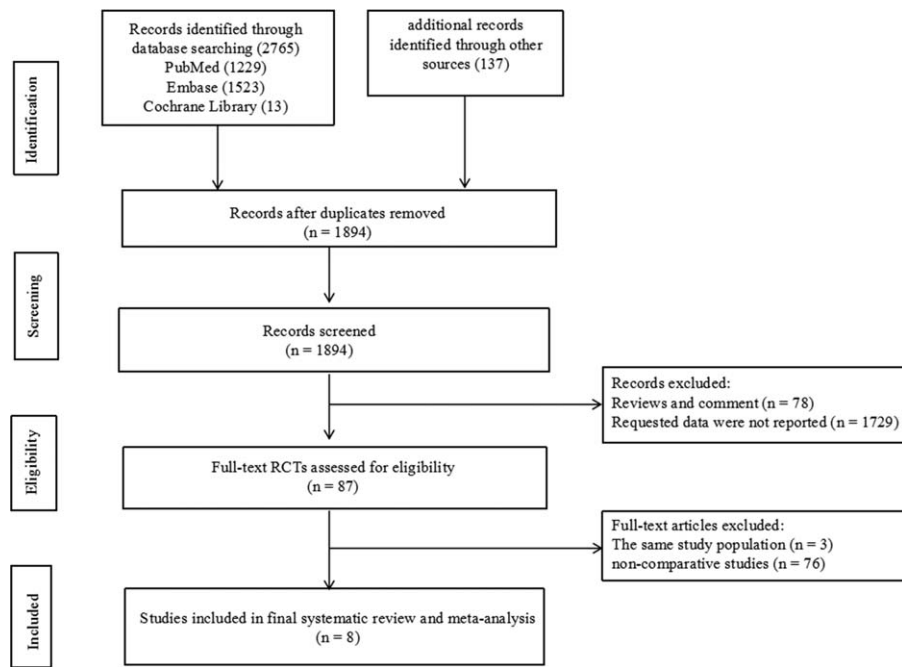 Records identified through
database searching (2765)
PubMed (1229)
Embase (1523)
Cochrane Library (13)
additional records
identified through other
sources (137)
Identification
Records after duplicates removed
(n = 1894)
Screening
Records screened
(n = 1894)
Records excluded:
Reviews and comment (n = 78)
Requested data were not reported (n = 1729)
Eligibility
Full-text RCTs assessed for eligibility
(n = 87)
Full-text articles excluded:
The same study population (n = 3)
non-comparative studies (n = 76)
Included
Studies included in final systematic review and meta-analysis
(n = 8)